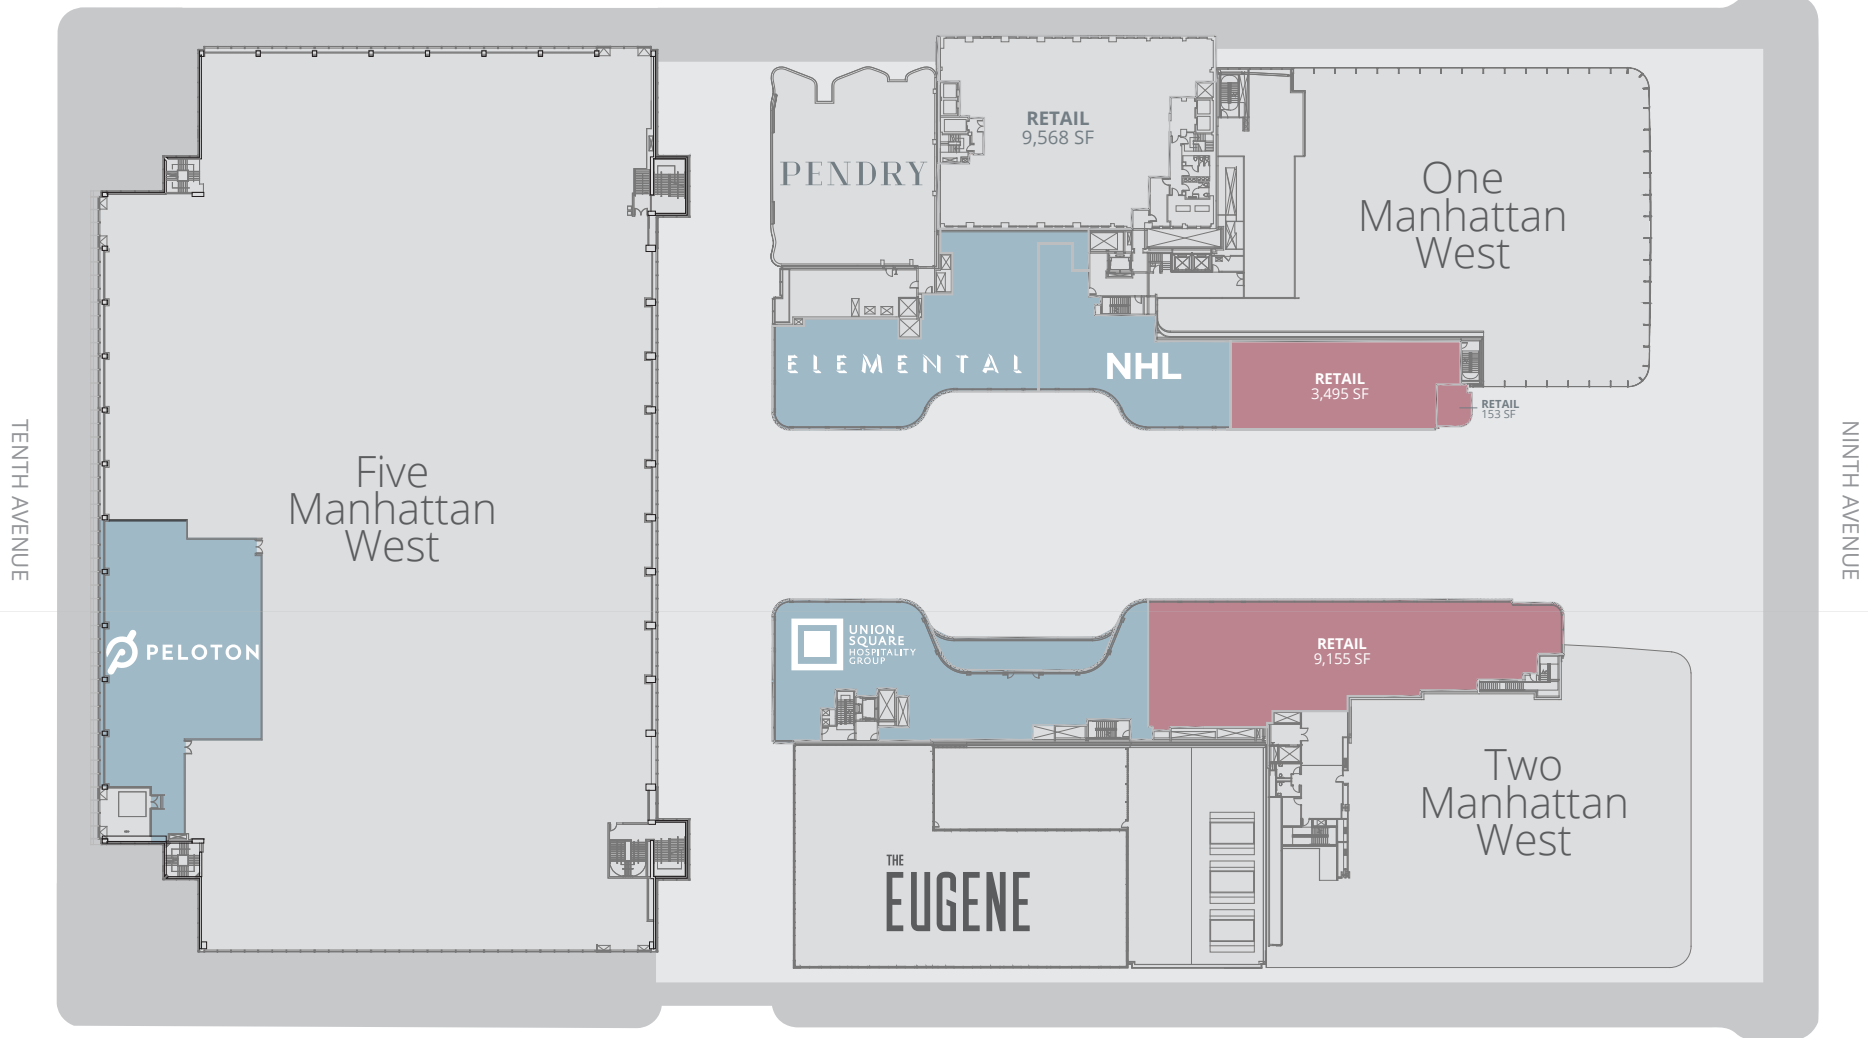 TENTH AVENUE
Five
Manhattan
West
PELOTON
PENDRY
RETAIL
9,568 SF
One
Manhattan
West
ELEMENTAL
NHL
RETAIL
3,495 SF
RETAIL
153 SF
NINTH AVENUE
UNION
SQUARE
HOSPITALITY
GROUP
RETAIL
9,155 SF
THE
EUGENE
Two
Manhattan
West